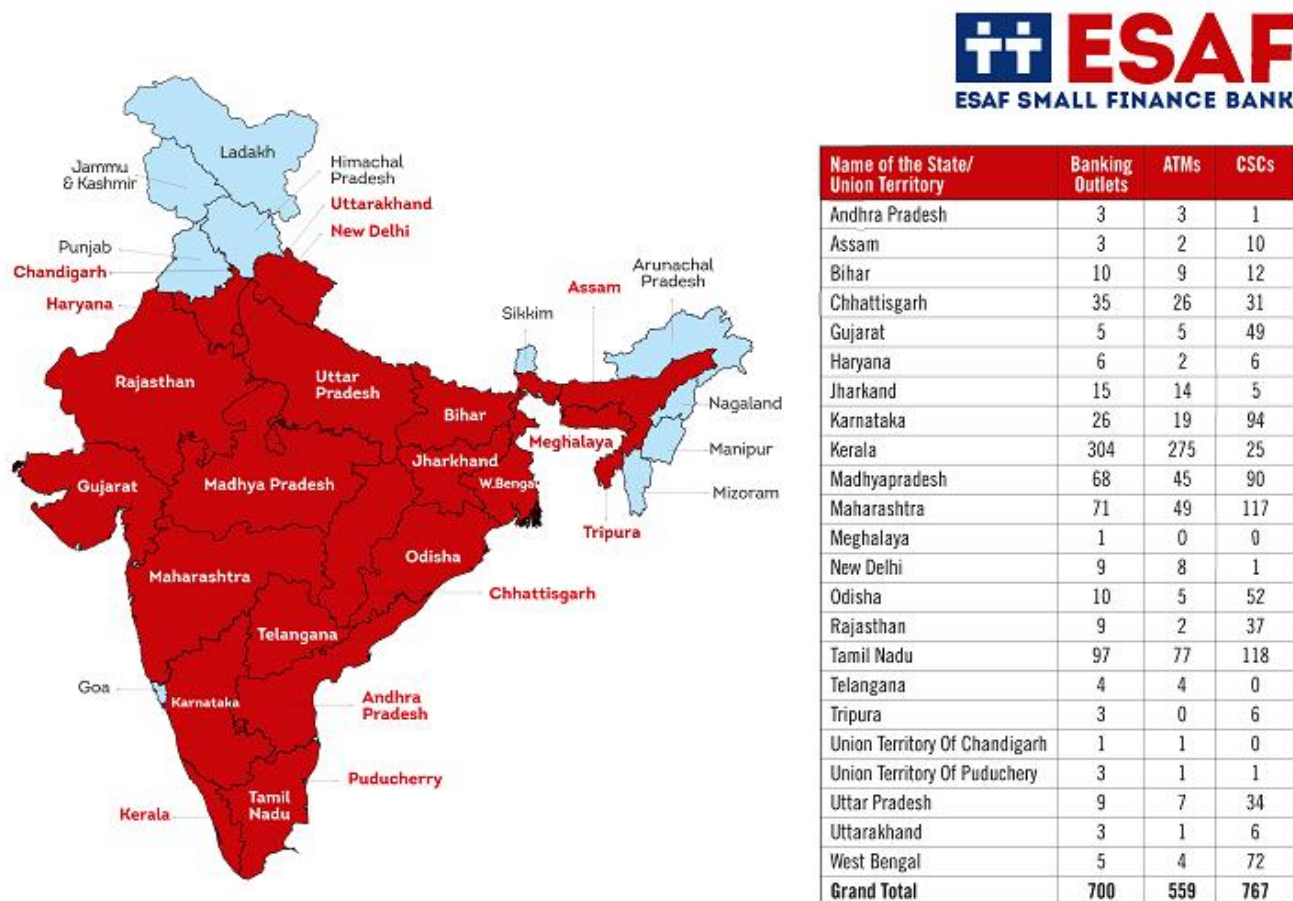 ESAF
ESAF SMALL FINANCE BANK
Ladakh
Jammu
& Kashmir
Himachal
Pradesh
Uttarakhand
New Delhi
Punjab
Chandigarh
Haryana
Arunachal
Pradesh
Assam
Sikkim
Rajasthan
Uttar
Pradesh
Bihar
Nagaland
Meghalaya
Manipur
Jharkhand
Gujarat
Madhya Pradesh
W.Bengal
Mizoram
Tripura
Odisha
Maharashtra
Chhattisgarh
Telangana
Goa
Karnataka
Andhra
Pradesh
Puducherry
Tamil
Nadu
Kerala
Name of the State/
Union Territory Banking
Outlets ATMs CSCs
Andhra Pradesh 3 3 1
Assam 3 2 10
Bihar 10 9 12
Chhattisgarh 35 26 31
Gujarat 5 5 49
Haryana 6 2 6
Jharkand 15 14 5
Karnataka 26 19 94
Kerala 304 275 25
Madhyapradesh 68 45 90
Maharashtra 71 49 117
Meghalaya 1 0 0
New Delhi 9 8 1
Odisha 10 5 52
Rajasthan 9 2 37
Tamil Nadu 97 77 118
Telangana 4 4 0
Tripura 3 0 6
Union Territory Of Chandigarh 1 1 0
Union Territory Of Puduchery 3 1 1
Uttar Pradesh 9 7 34
Uttarakhand 3 1 6
West Bengal 5 4 72
Grand Total 700 559 767